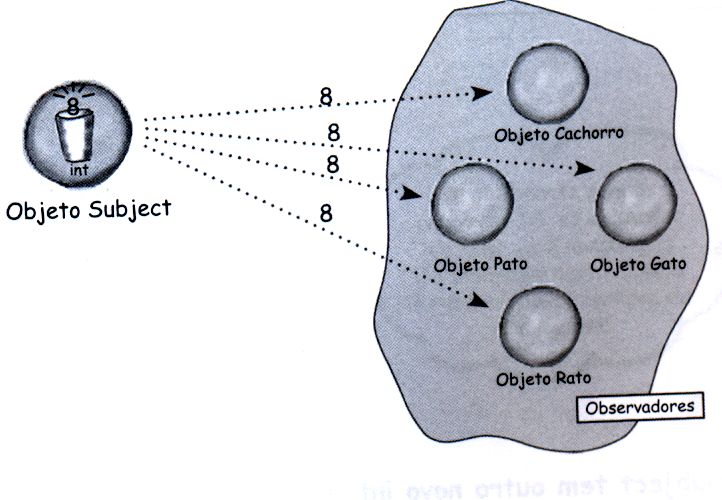 8
int
Objeto Subject
8
8
8
8
Objeto Cachorro
Objeto Pato
Objeto Gato
Objeto Rato
Observadores